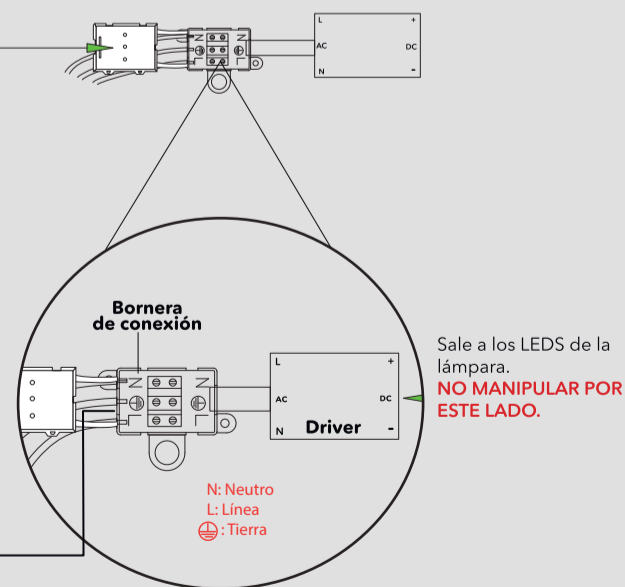 L +
AC DC
N -
N N
L L
Bornera
de conexión
N N
L L
L +
AC DC
N Driver -
Sale a los LEDS de la
lámpara.
NO MANIPULAR POR
ESTE LADO.
N: Neutro
L: Línea
: Tierra